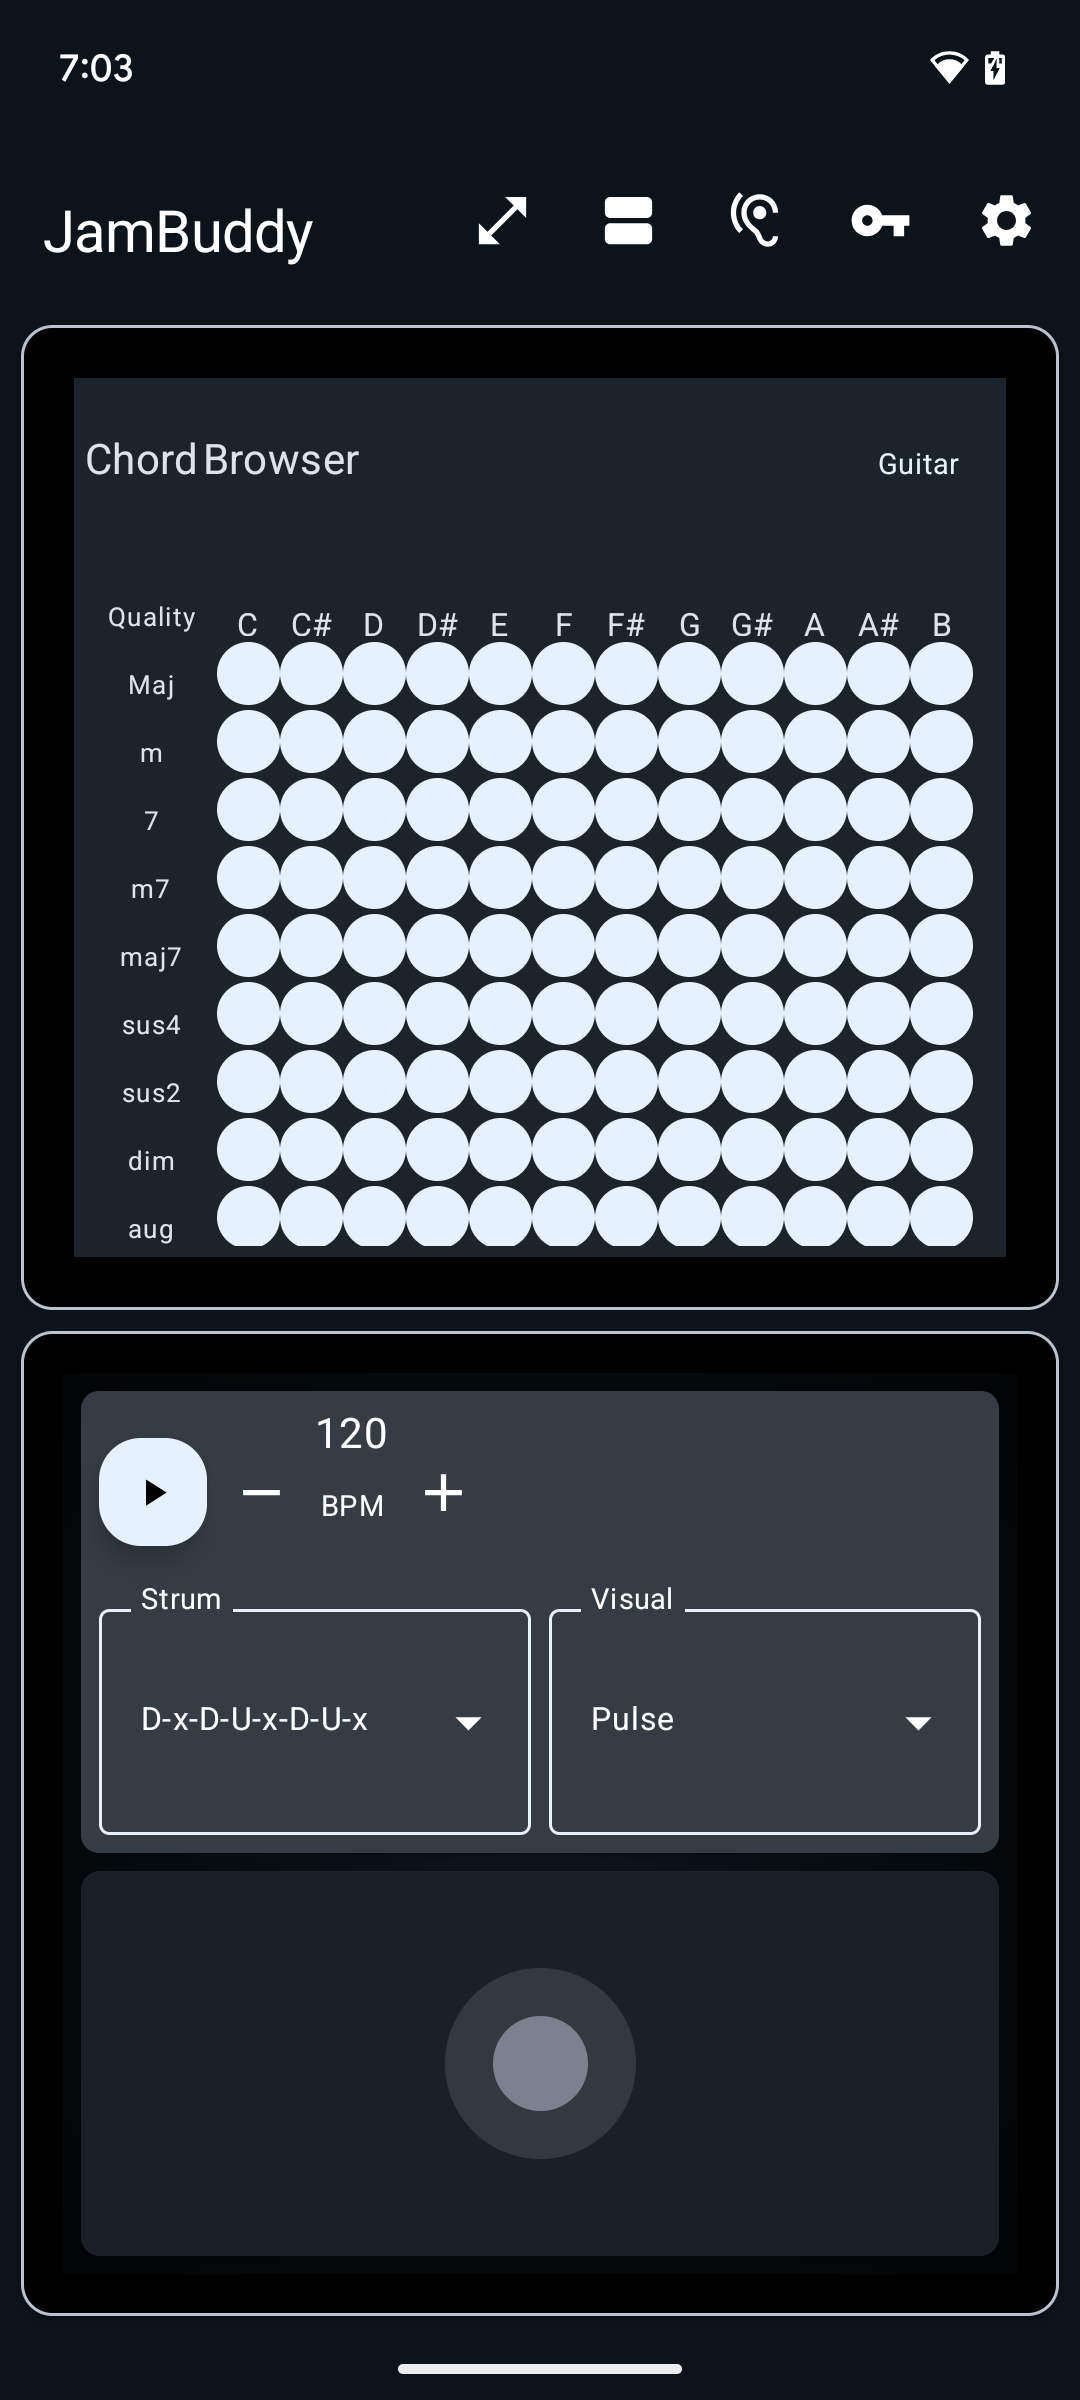 7:03
JamBuddy
Chord Browser
Guitar
Quality C C# D D# E F F# G G# A A# B
Maj
m
7
m7
maj7
sus4
sus2
dim
aug
120
BPM
Strum
Visual
D-x-D-U-x-D-U-x
Pulse